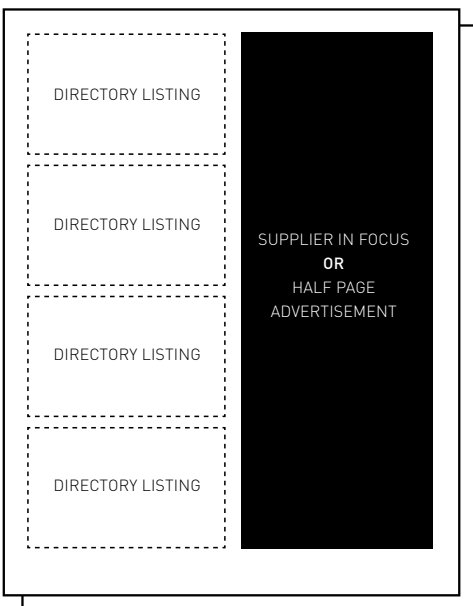 DIRECTORY LISTING
DIRECTORY LISTING
DIRECTORY LISTING
DIRECTORY LISTING
SUPPLIER IN FOCUS
OR
HALF PAGE
ADVERTISEMENT